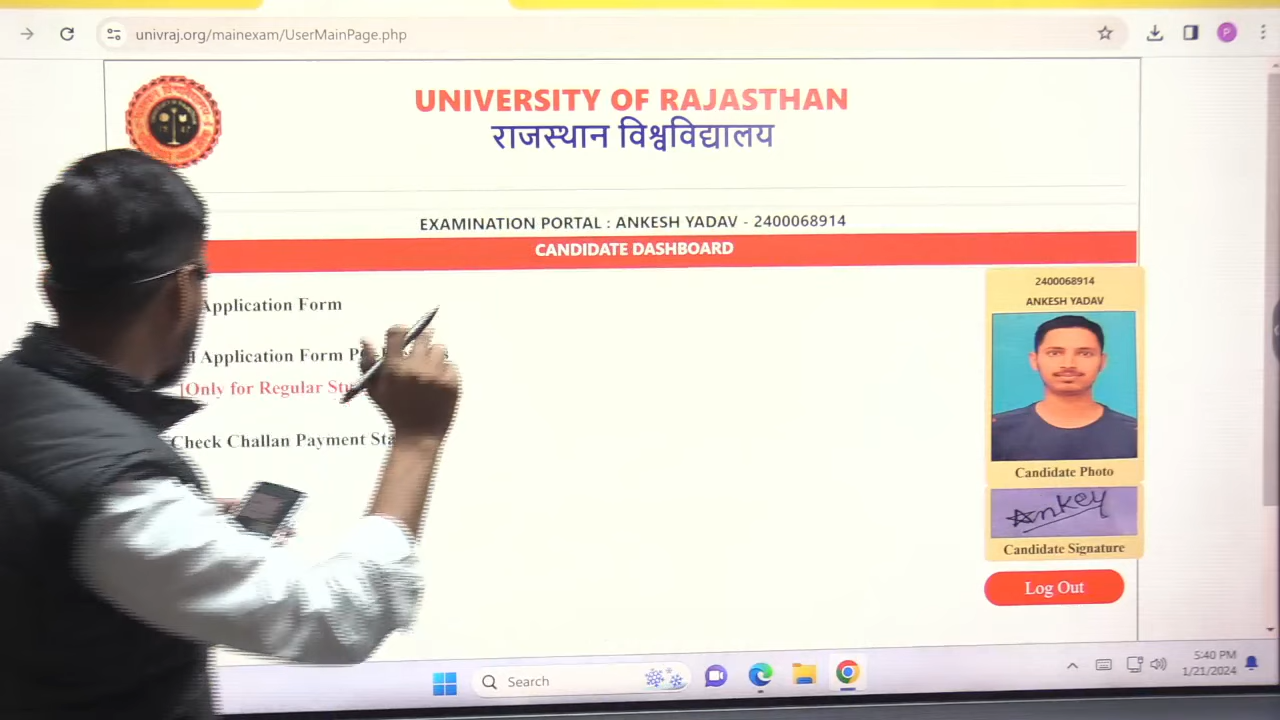 univraj.org/mainexam/UserMainPage.php
P
UNIVERSITY OF RAJASTHAN
राजस्थान विश्वविद्यालय
EXAMINATION PORTAL : ANKESH YADAV - 2400068914
CANDIDATE DASHBOARD
2400068914
ANKESH YADAV
Application Form
Application Form
[Only for Regular
Check Challan Payment
Candidate Photo
Ankey
Candidate Signature
Log Out
Search
5:40 PM
1/21/2024